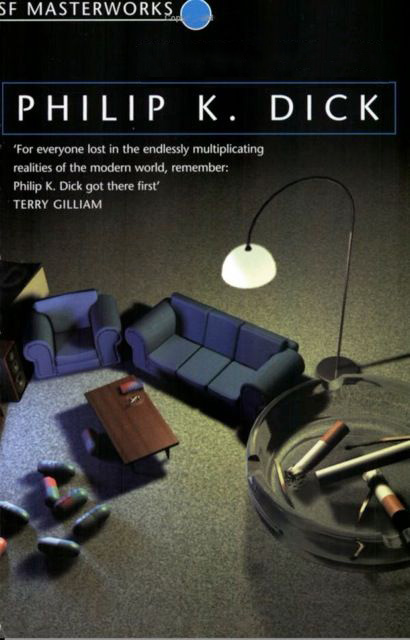 SF MASTERWORKS
PHILIP K. DICK
'For everyone lost in the endlessly multiplicating
realities of the modern world, remember:
Philip K. Dick got there first'
TERRY GILLIAM